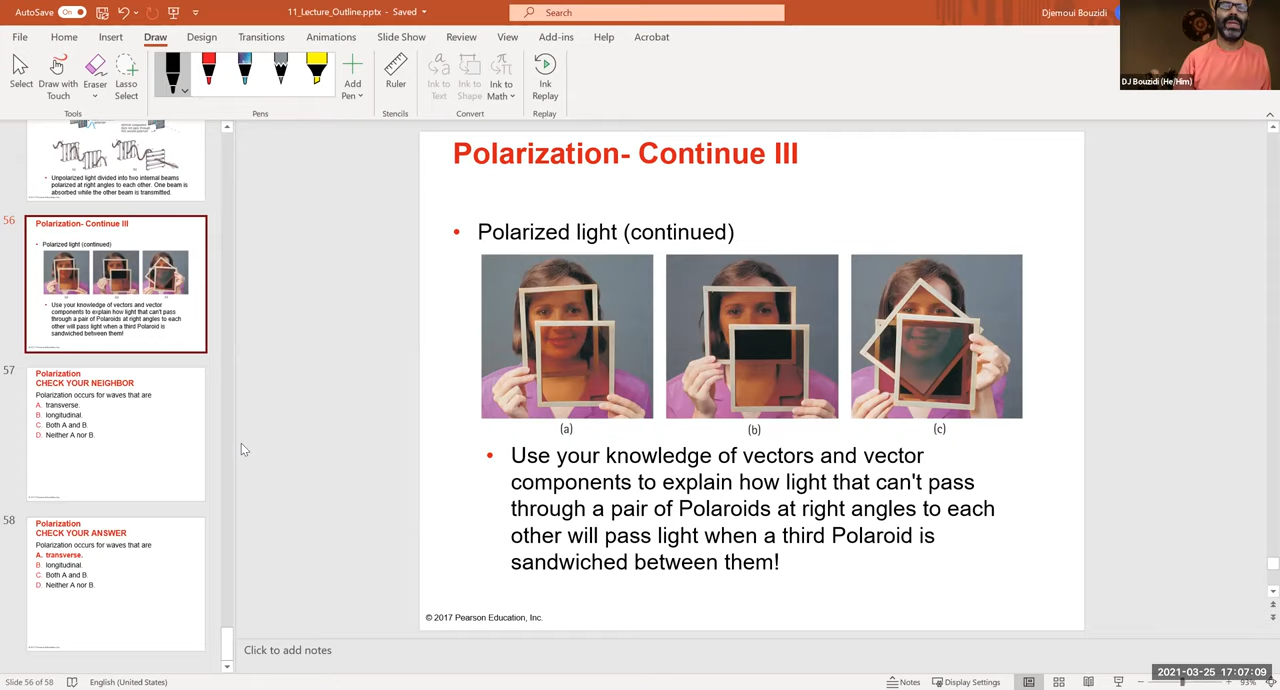 AutoSave On 11_Lecture_Outline.pptx - Saved Search Djemoui Bouzidi
File Home Insert Draw Design Transitions Animations Slide Show Review View Add-ins Help Acrobat
Select Draw with Touch Eraser Lasso Select Add Pen Ruler Ink to Text Ink to Shape Ink to Math Ink Replay
Tools Pens Stencils Convert Replay
DJ Bouzidi (He/Him)
Unpolarized light divided into two internal beams
polarized at right angles to each other. One beam is
absorbed while the other beam is transmitted.
56
Polarization- Continue III
Polarized light (continued)
Use your knowledge of vectors and vector
components to explain how light that can't pass
through a pair of Polaroids at right angles to each
other will pass light when a third Polaroid is
sandwiched between them!
57
Polarization
CHECK YOUR NEIGHBOR
Polarization occurs for waves that are
A. transverse.
B. longitudinal.
C. Both A and B.
D. Neither A nor B.
58
Polarization
CHECK YOUR ANSWER
Polarization occurs for waves that are
A. transverse.
B. longitudinal.
C. Both A and B.
D. Neither A nor B.
Polarization- Continue III
• Polarized light (continued)
(a) (b) (c)
• Use your knowledge of vectors and vector
components to explain how light that can't pass
through a pair of Polaroids at right angles to each
other will pass light when a third Polaroid is
sandwiched between them!
© 2017 Pearson Education, Inc.
Click to add notes
2021-03-25 17:07:09
Slide 56 of 58 English (United States) Notes Display Settings 93%